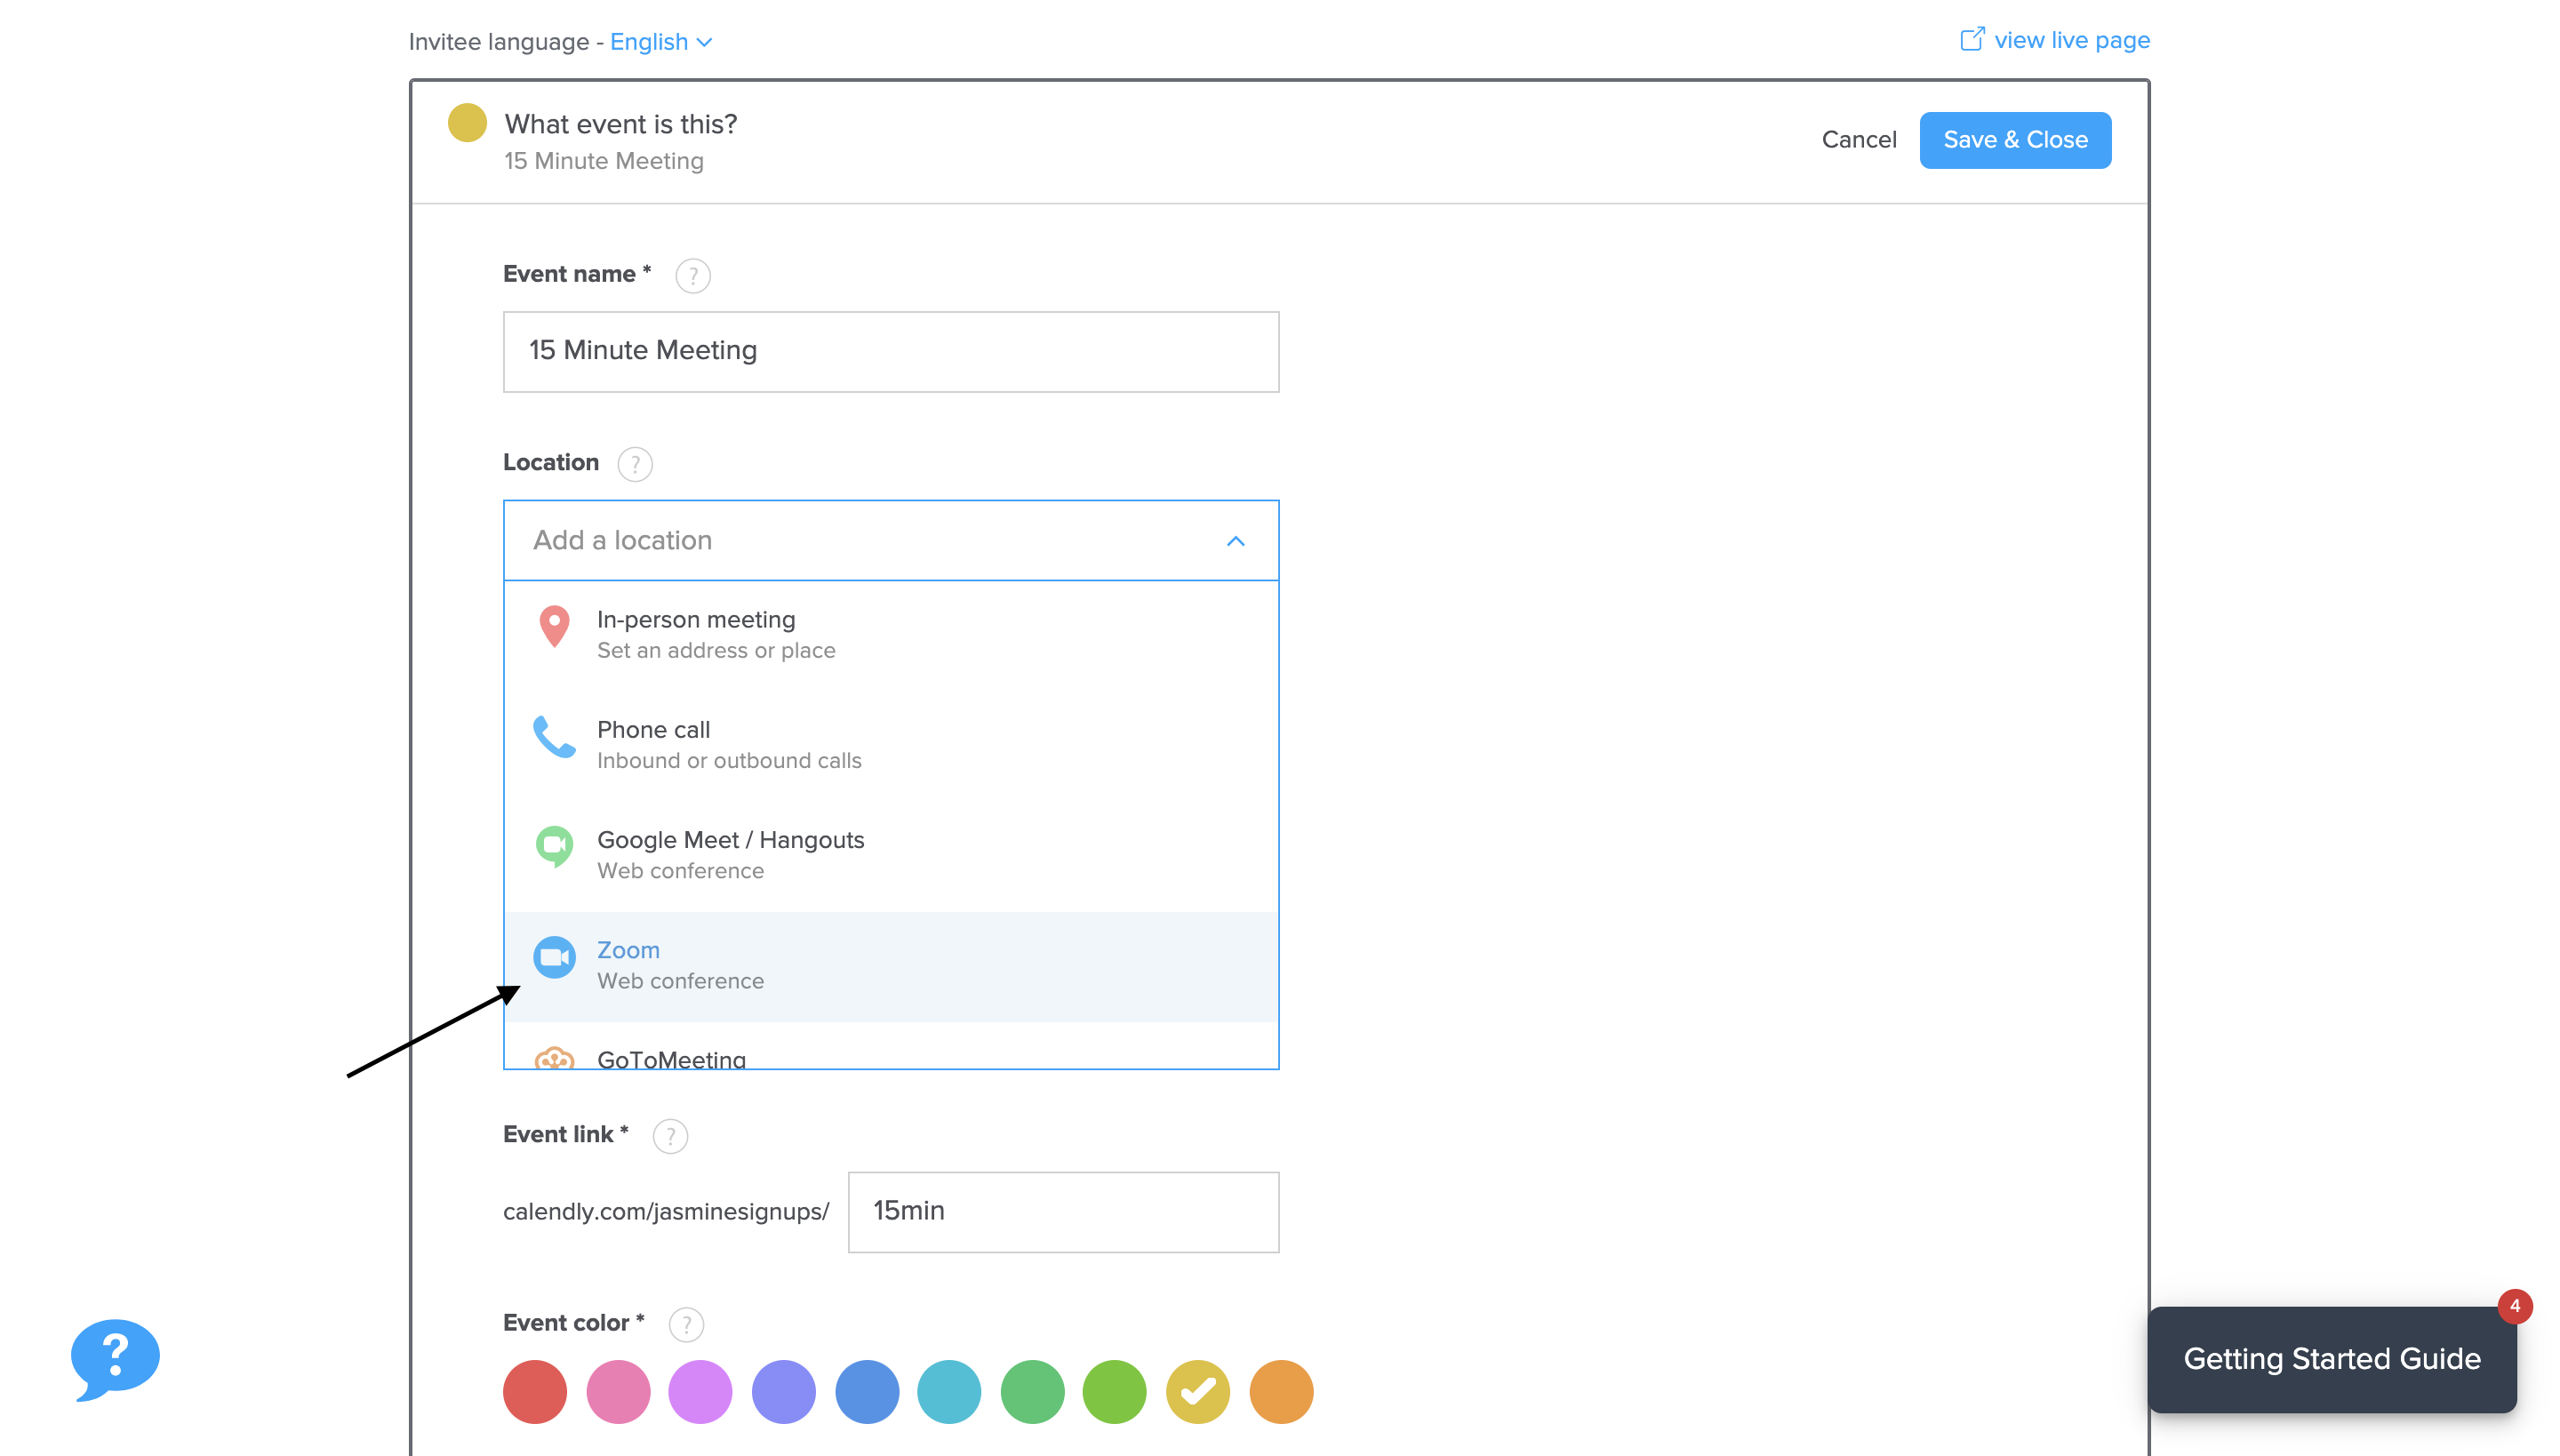 Invitee language - English
view live page
What event is this?
15 Minute Meeting
Cancel
Save & Close
Event name * ?
15 Minute Meeting
Location ?
Add a location
In-person meeting
Set an address or place
Phone call
Inbound or outbound calls
Google Meet / Hangouts
Web conference
Zoom
Web conference
GoToMeeting
Event link * ?
calendly.com/jasminesignups/ 15min
Event color * ?
?
4
Getting Started Guide